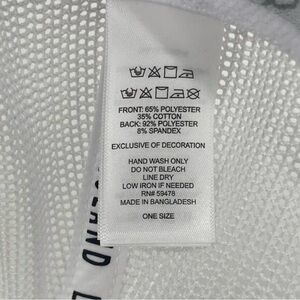 FRONT: 65% POLYESTER
35% COTTON
BACK: 92% POLYESTER
8% SPANDEX
EXCLUSIVE OF DECORATION
HAND WASH ONLY
DO NOT BLEACH
LINE DRY
LOW IRON IF NEEDED
RN# 59478
MADE IN BANGLADESH
ONE SIZE